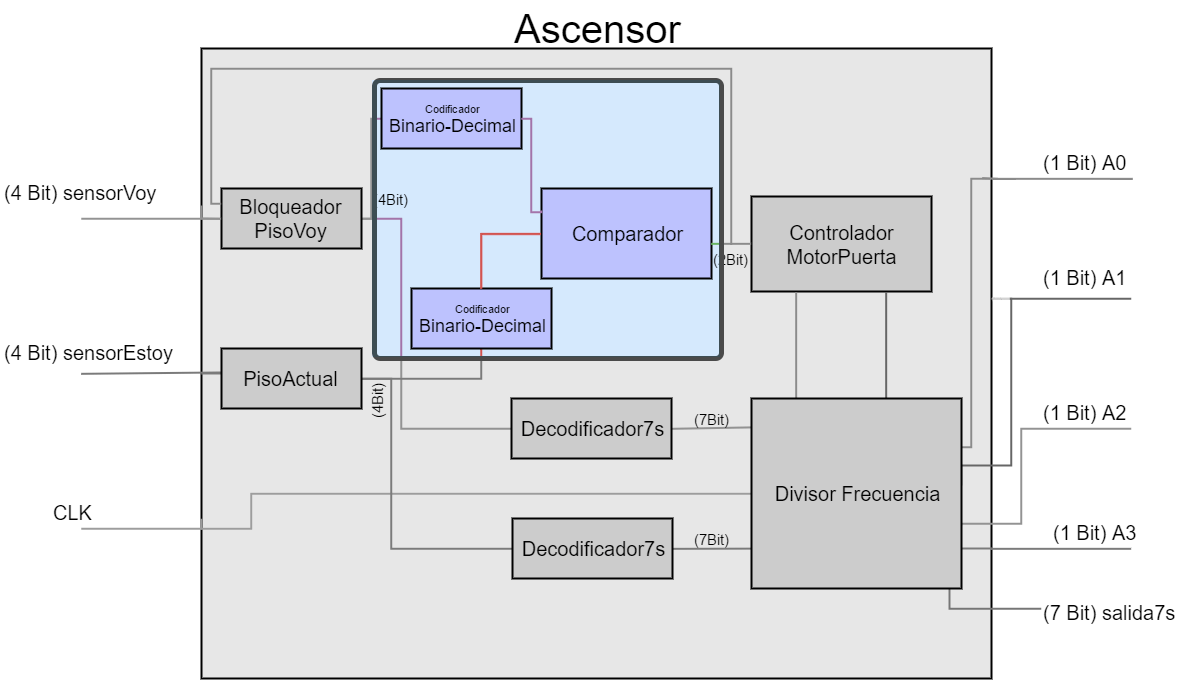 Ascensor
Codificador
Binario-Decimal
(1 Bit) A0
(4 Bit) sensorVoy
4Bit)
Bloqueador
PisoVoy
Comparador
Controlador
MotorPuerta
(2Bit)
(1 Bit) A1
Codificador
Binario-Decimal
(4 Bit) sensorEstoy
PisoActual
(4Bit)
(1 Bit) A2
Decodificador7s
(7Bit)
Divisor Frecuencia
CLK
(1 Bit) A3
Decodificador7s
(7Bit)
(7 Bit) salida7s